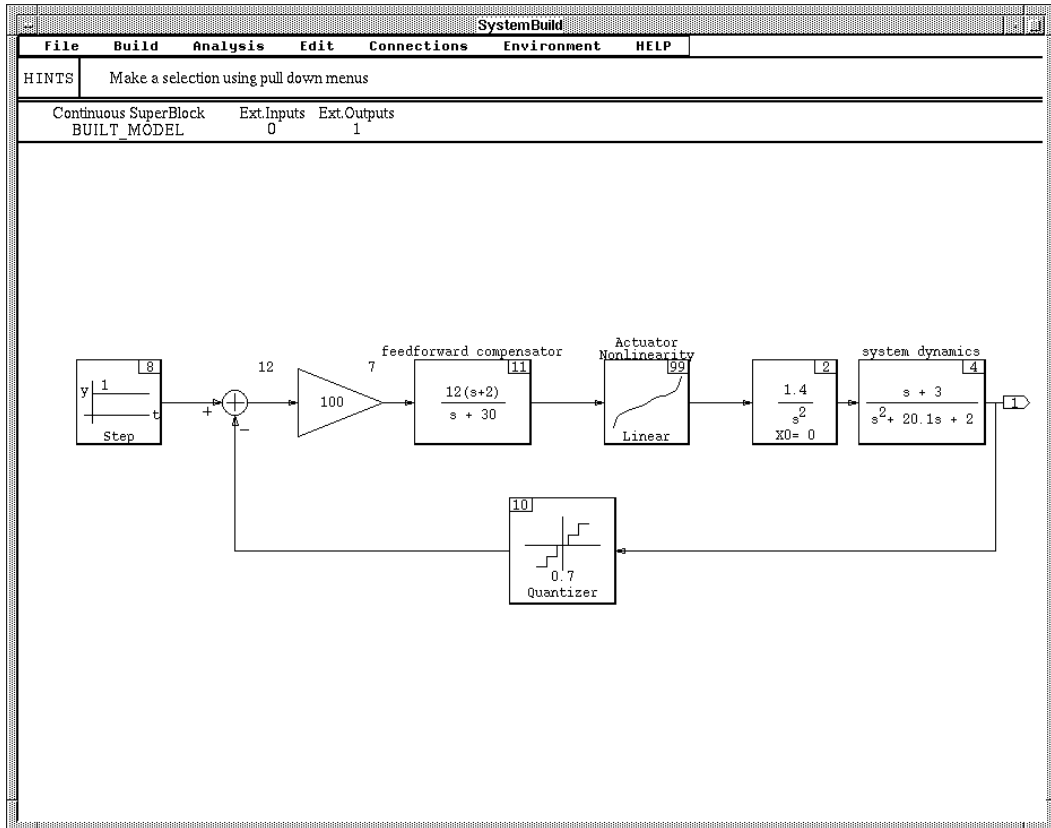 SystemBuild
File Build Analysis Edit Connections Environment HELP
HINTS Make a selection using pull down menus
Continuous SuperBlock Ext.Inputs Ext.Outputs
BUILT_MODEL 0 1
8
y 1
t
Step
+
−
12
100
7
feedforward compensator
11
12(s+2)
s + 30
Actuator
Nonlinearity
99
Linear
2
1.4
s2
X0= 0
system dynamics
4
s + 3
s2+ 20.1s + 2
1
10
0.7
Quantizer